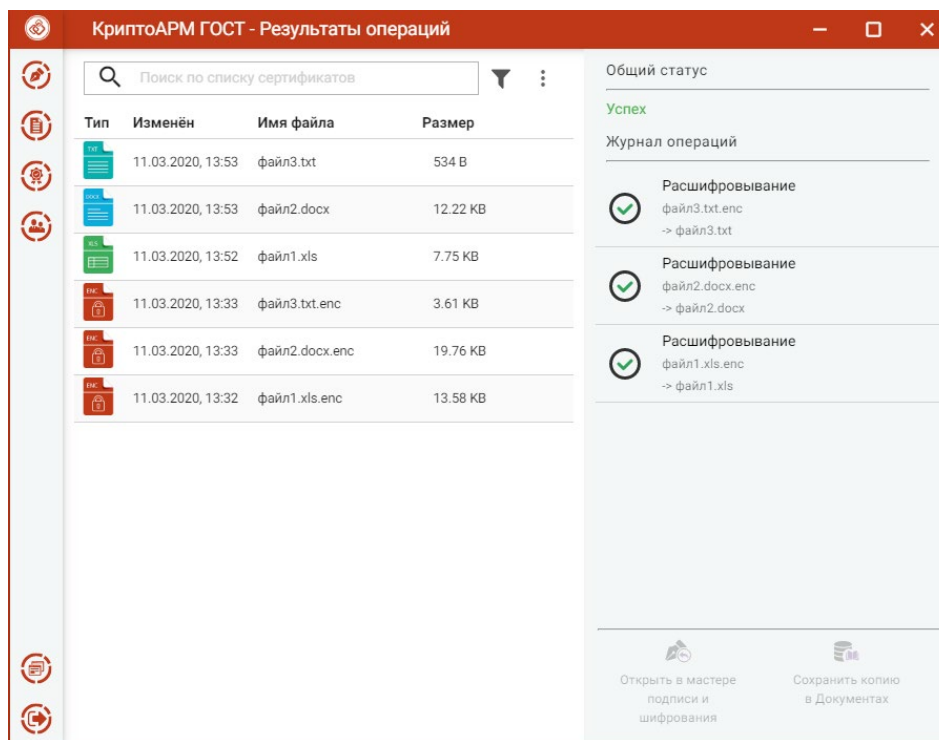 КриптоАРМ ГОСТ - Результаты операций
Поиск по списку сертификатов
Тип Изменён Имя файла Размер
TXT 11.03.2020, 13:53 файл3.txt 534 B
DOCX 11.03.2020, 13:53 файл2.docx 12.22 KB
XLS 11.03.2020, 13:52 файл1.xls 7.75 KB
ENC 11.03.2020, 13:33 файл3.txt.enc 3.61 KB
ENC 11.03.2020, 13:33 файл2.docx.enc 19.76 KB
ENC 11.03.2020, 13:32 файл1.xls.enc 13.58 KB
Общий статус
Успех
Журнал операций
Расшифровывание
файл3.txt.enc
-> файл3.txt
Расшифровывание
файл2.docx.enc
-> файл2.docx
Расшифровывание
файл1.xls.enc
-> файл1.xls
Открыть в мастере
подписи и
шифрования
Сохранить копию
в Документах